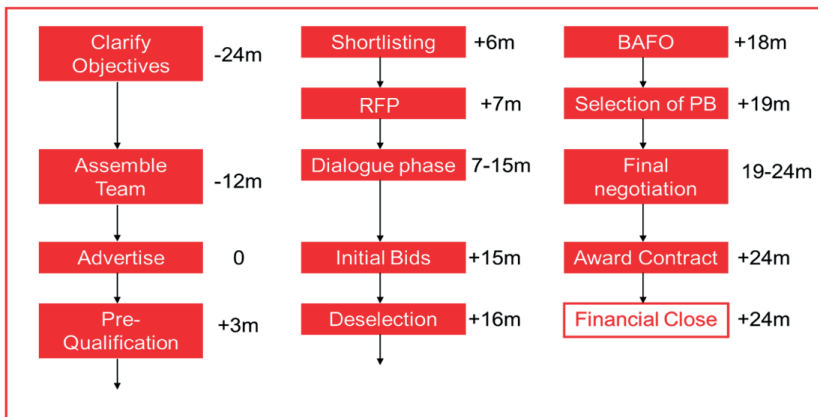 Clarify
Objectives
-24m
Assemble
Team
-12m
Advertise
0
Pre-
Qualification
+3m
Shortlisting
+6m
RFP
+7m
Dialogue phase
7-15m
Initial Bids
+15m
Deselection
+16m
BAFO
+18m
Selection of PB
+19m
Final
negotiation
19-24m
Award Contract
+24m
Financial Close
+24m